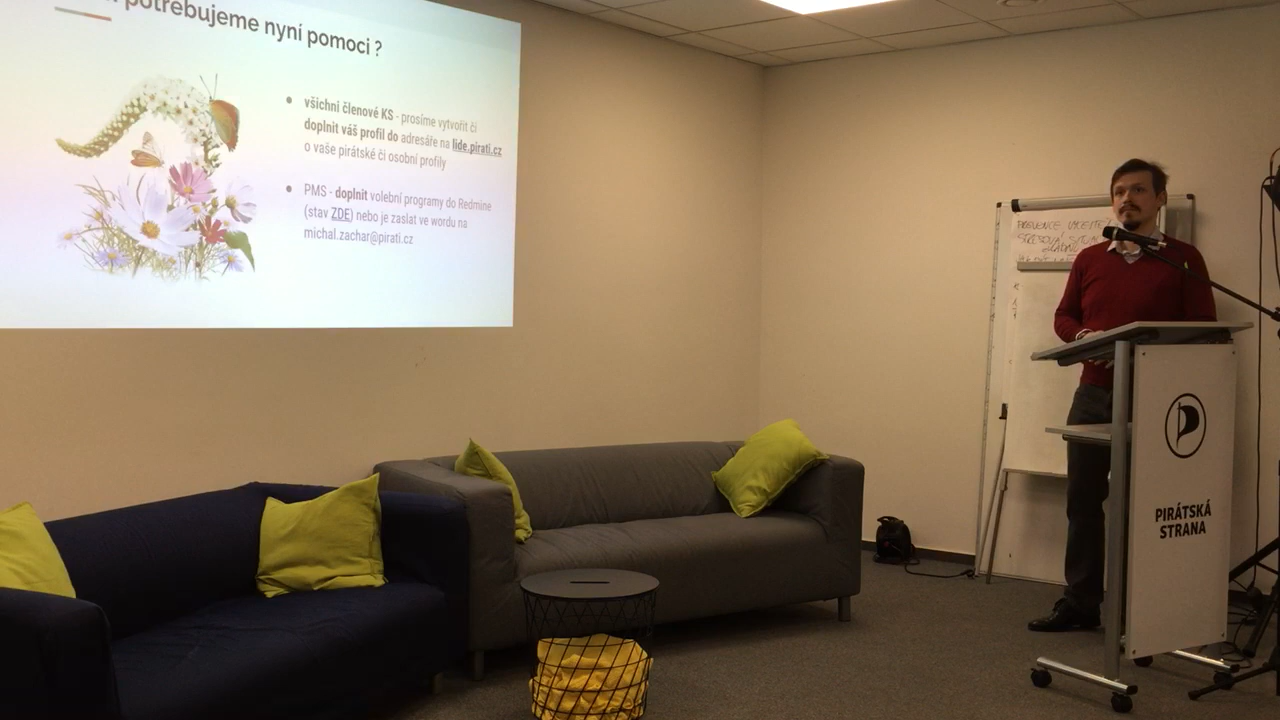 potřebujeme nyní pomoci ?
všichni členové KS - prosíme vytvořit či
doplnit váš profil do adresáře na lide.pirati.cz
o vaše pirátské či osobní profily
PMS - doplnit volební programy do Redmine
(stav ZDE) nebo je zaslat ve wordu na
michal.zachar@pirati.cz
PIRÁTSKÁ
STRANA